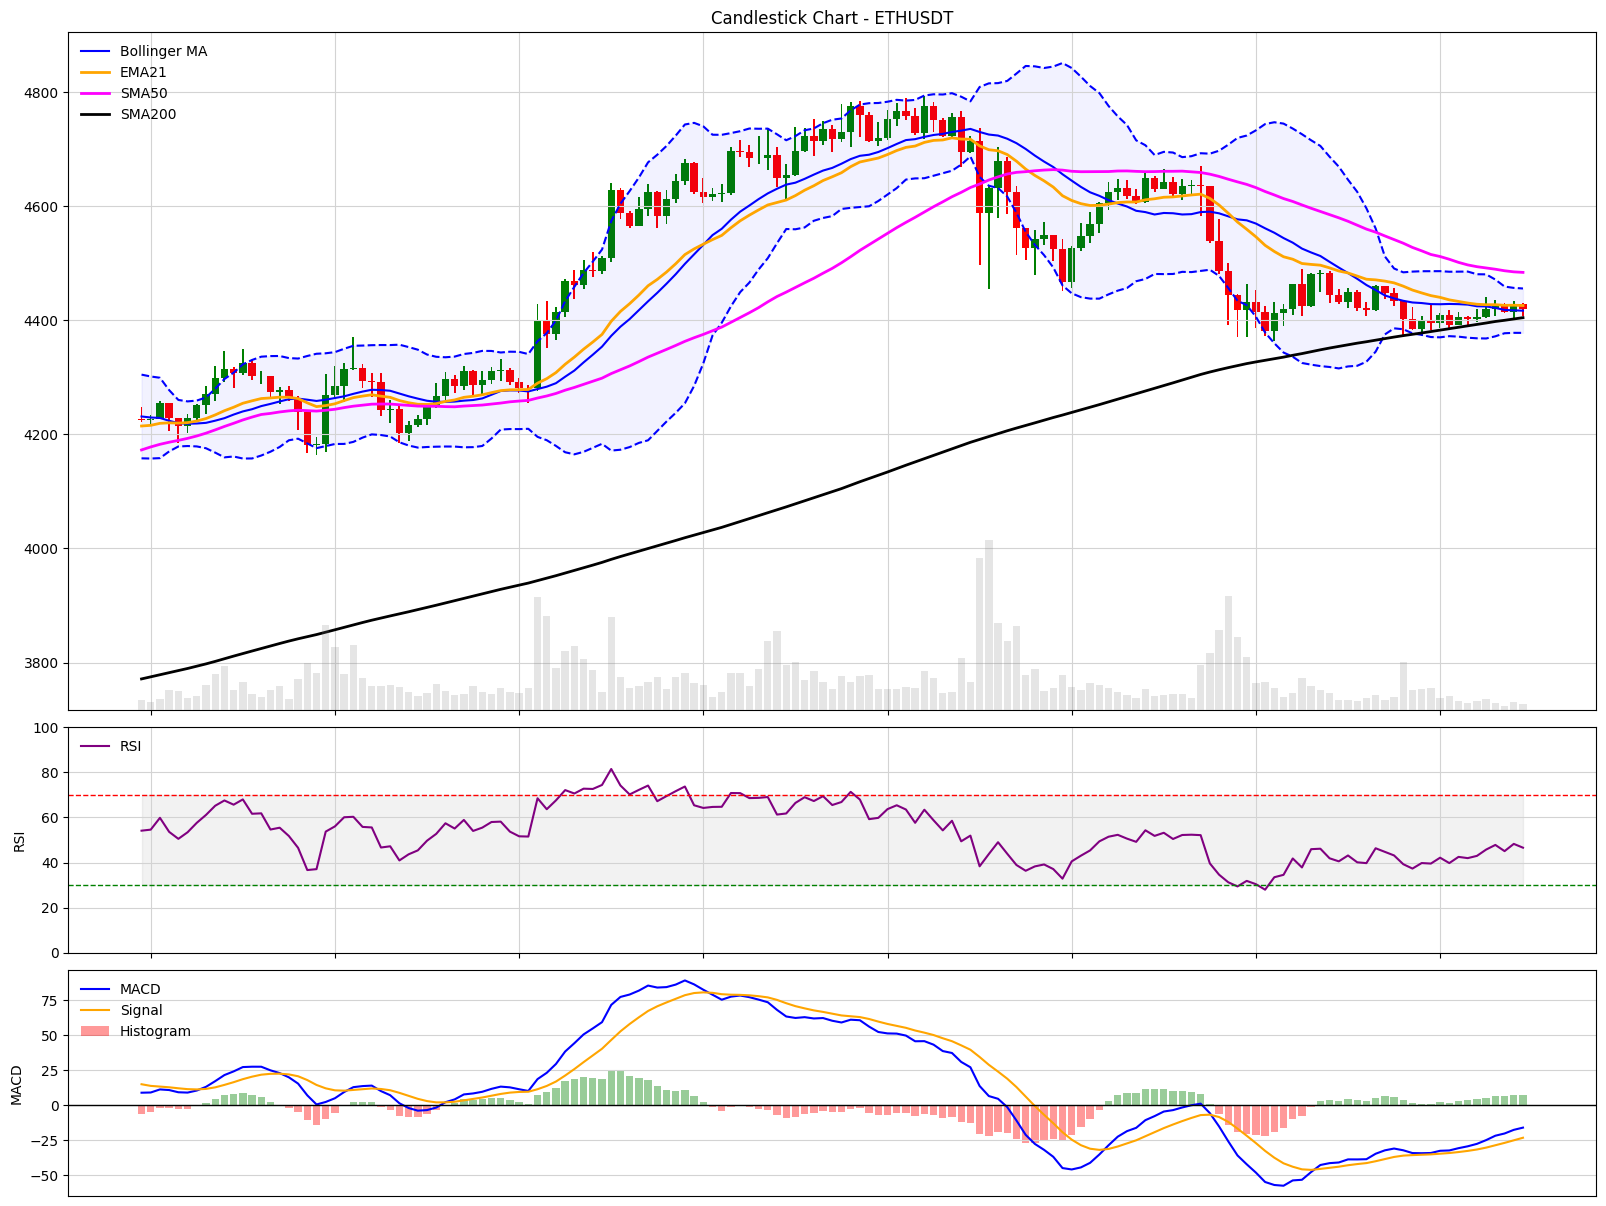 Candlestick Chart - ETHUSDT
Bollinger MA
EMA21
SMA50
SMA200
4800
4600
4400
4200
4000
3800
RSI
100
80
60
40
20
0
RSI
MACD
Signal
Histogram
75
50
25
0
−25
−50
MACD